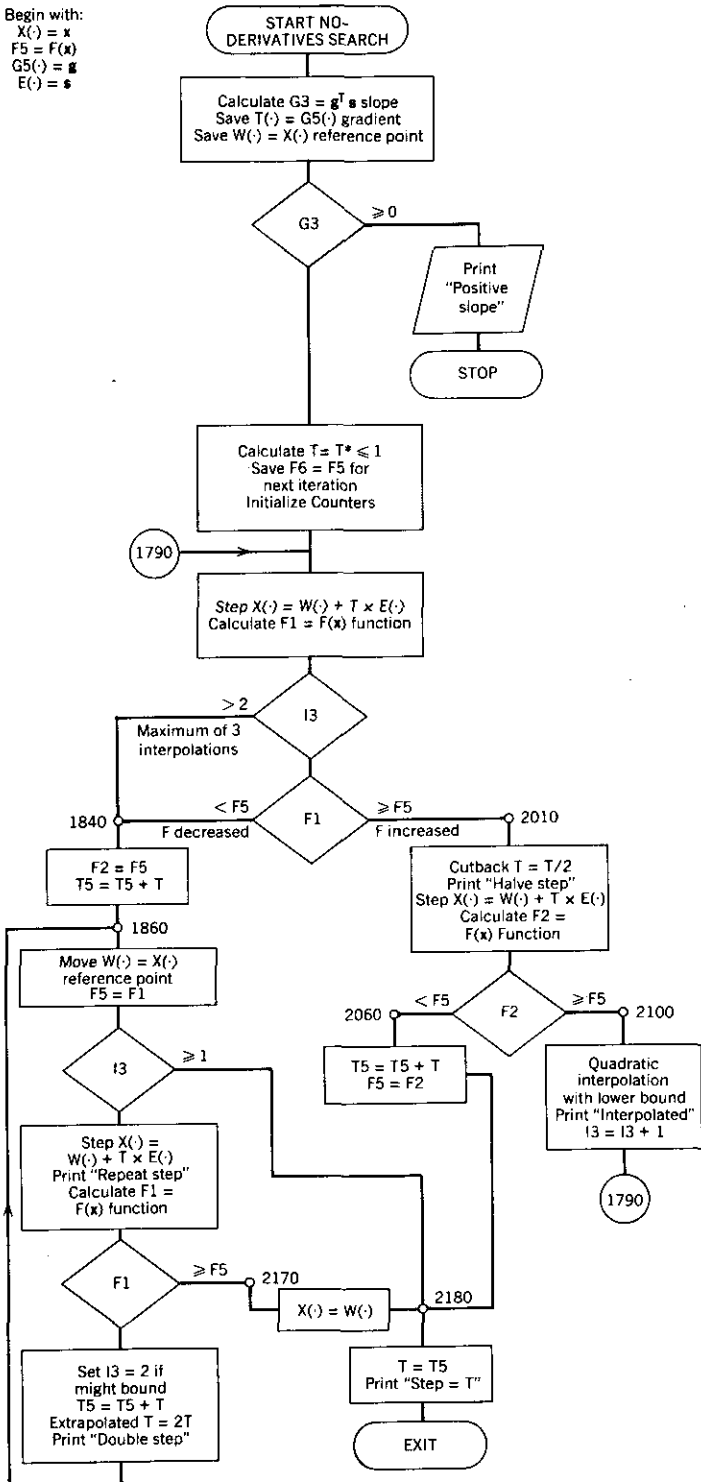 Begin with:
X(·) = x
F5 = F(x)
G5(·) = g
E(·) = s
START NO-
DERIVATIVES SEARCH
Calculate G3 = gᵀ s slope
Save T(·) = G5(·) gradient
Save W(·) = X(·) reference point
G3
⩾ 0
Print
"Positive
slope"
STOP
Calculate T = T* ⩽ 1
Save F6 = F5 for
next iteration
Initialize Counters
1790
Step X(·) = W(·) + T × E(·)
Calculate F1 = F(x) function
I3
> 2
Maximum of 3
interpolations
F1
< F5
F decreased
⩾ F5
F increased
1840
2010
F2 = F5
T5 = T5 + T
Cutback T = T/2
Print "Halve step"
Step X(·) = W(·) + T × E(·)
Calculate F2 =
F(x) Function
1860
Move W(·) = X(·)
reference point
F5 = F1
F2
< F5
2060
⩾ F5
2100
T5 = T5 + T
F5 = F2
Quadratic
interpolation
with lower bound
Print "Interpolated"
I3 = I3 + 1
1790
I3
⩾ 1
Step X(·) =
W(·) + T × E(·)
Print "Repeat step"
Calculate F1 =
F(x) function
F1
⩾ F5
2170
X(·) = W(·)
2180
Set I3 = 2 if
might bound
T5 = T5 + T
Extrapolated T = 2T
Print "Double step"
T = T5
Print "Step = T"
EXIT